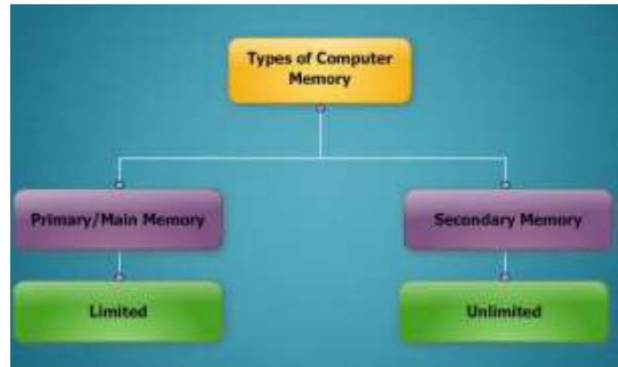 Types of Computer
Memory
Primary/Main Memory
Secondary Memory
Limited
Unlimited